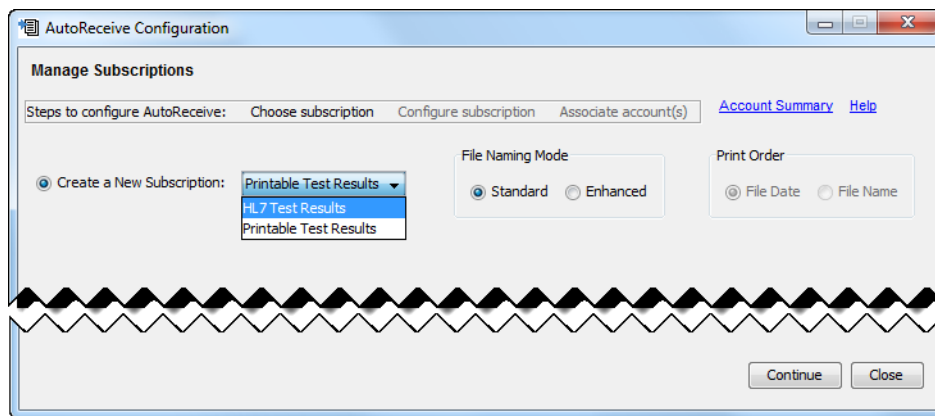 AutoReceive Configuration
Manage Subscriptions
Steps to configure AutoReceive: Choose subscription Configure subscription Associate account(s) Account Summary Help
File Naming Mode Print Order
Create a New Subscription: Printable Test Results Standard Enhanced File Date File Name
HL7 Test Results
Printable Test Results
Continue Close